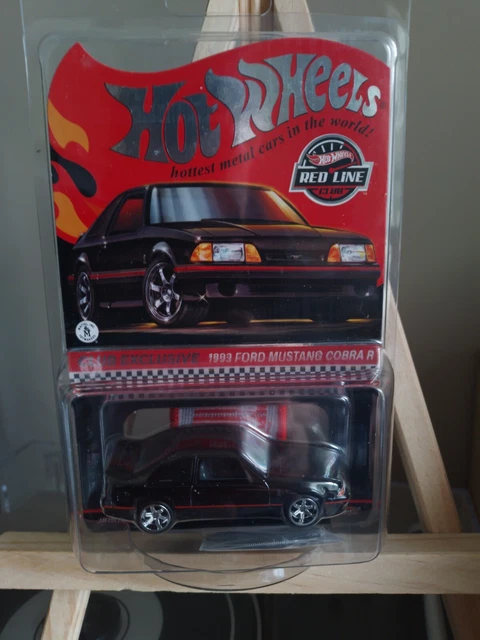 Hot Wheels
hottest metal cars in the world!
Hot Wheels
RED LINE
CLUB
EXCLUSIVE 1993 FORD MUSTANG COBRA R